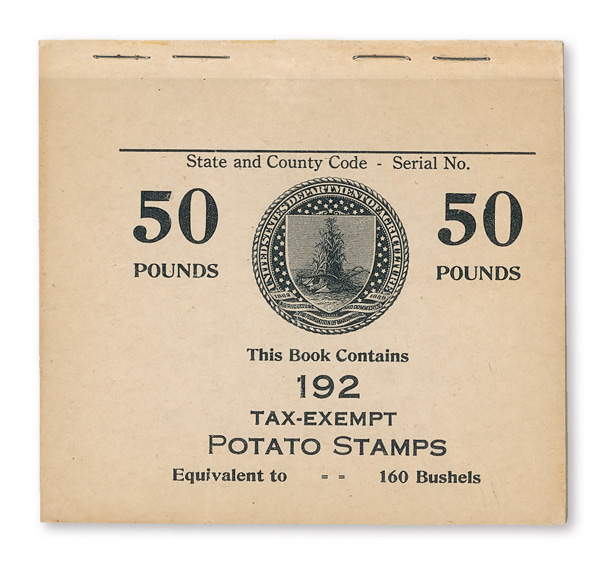 State and County Code - Serial No.
50 50
POUNDS POUNDS
UNITED STATES DEPARTMENT OF AGRICULTURE
1862 1889
This Book Contains
192
TAX-EXEMPT
POTATO STAMPS
Equivalent to = = 160 Bushels